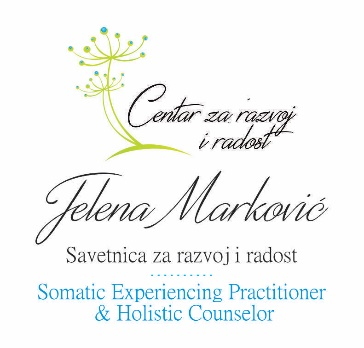 Centar za razvoj
i radost
Jelena Marković
Savetnica za razvoj i radost
Somatic Experiencing Practitioner
& Holistic Counselor